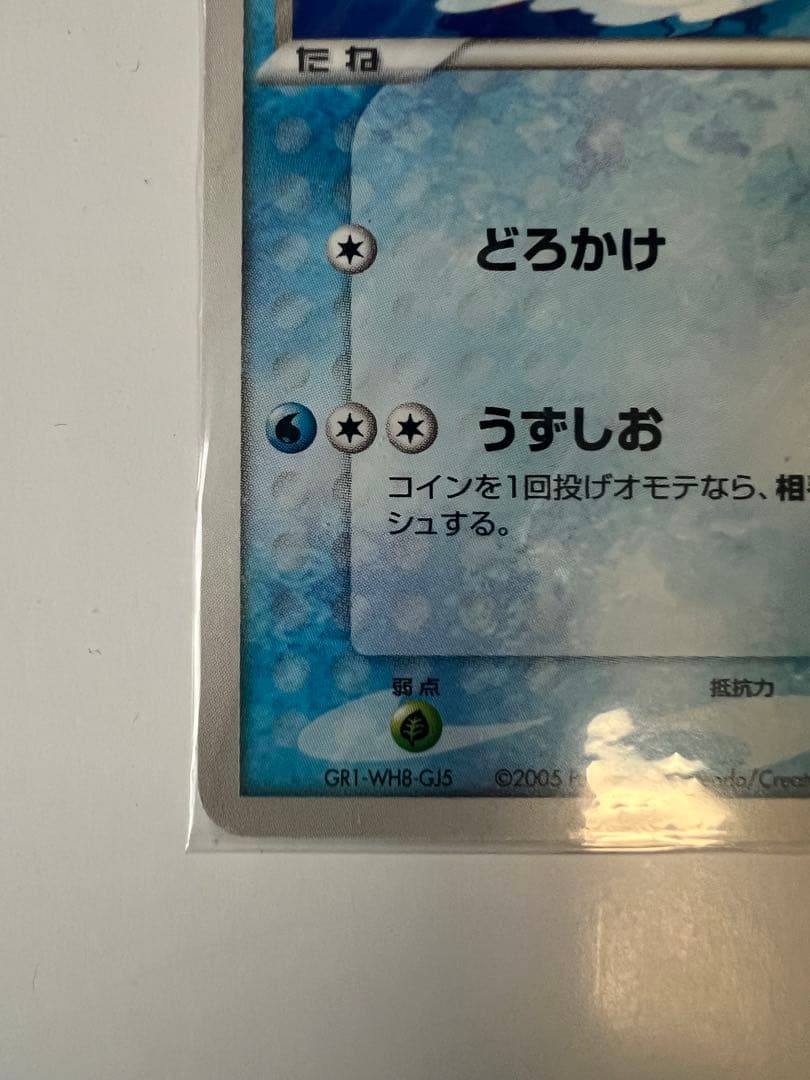 たね
どろかけ
うずしお
コインを1回投げオモテなら、相
シュする。
弱点 抵抗力
GR1-WH8-GJ5 ©2005